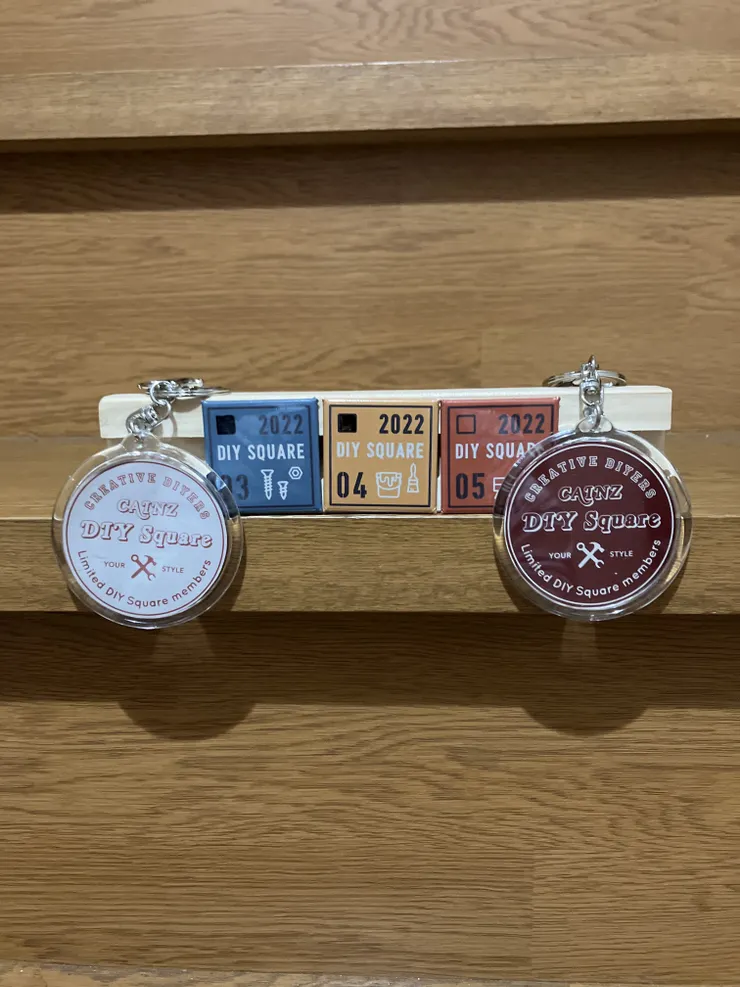 CREATIVE DIYERS
CAINZ
DIY Square
YOUR STYLE
Limited DIY Square members
2022
DIY SQUARE
03
2022
DIY SQUARE
04
2022
DIY SQUAR
05
CREATIVE DIYERS
CAINZ
DIY Square
YOUR STYLE
Limited DIY Square members